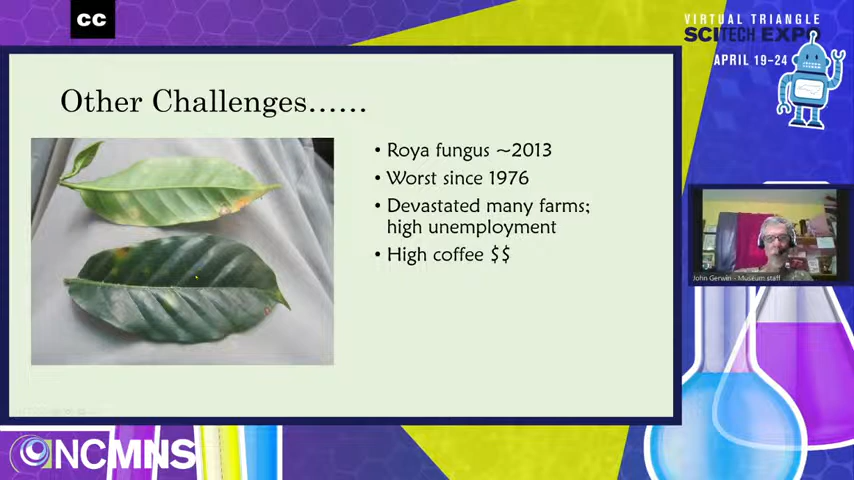 CC
VIRTUAL TRIANGLE
SCITECH EXPO
APRIL 19-24
Other Challenges......
• Roya fungus ~2013
• Worst since 1976
• Devastated many farms;
high unemployment
• High coffee $$
John Gerwin - Museum staff
NCMNS